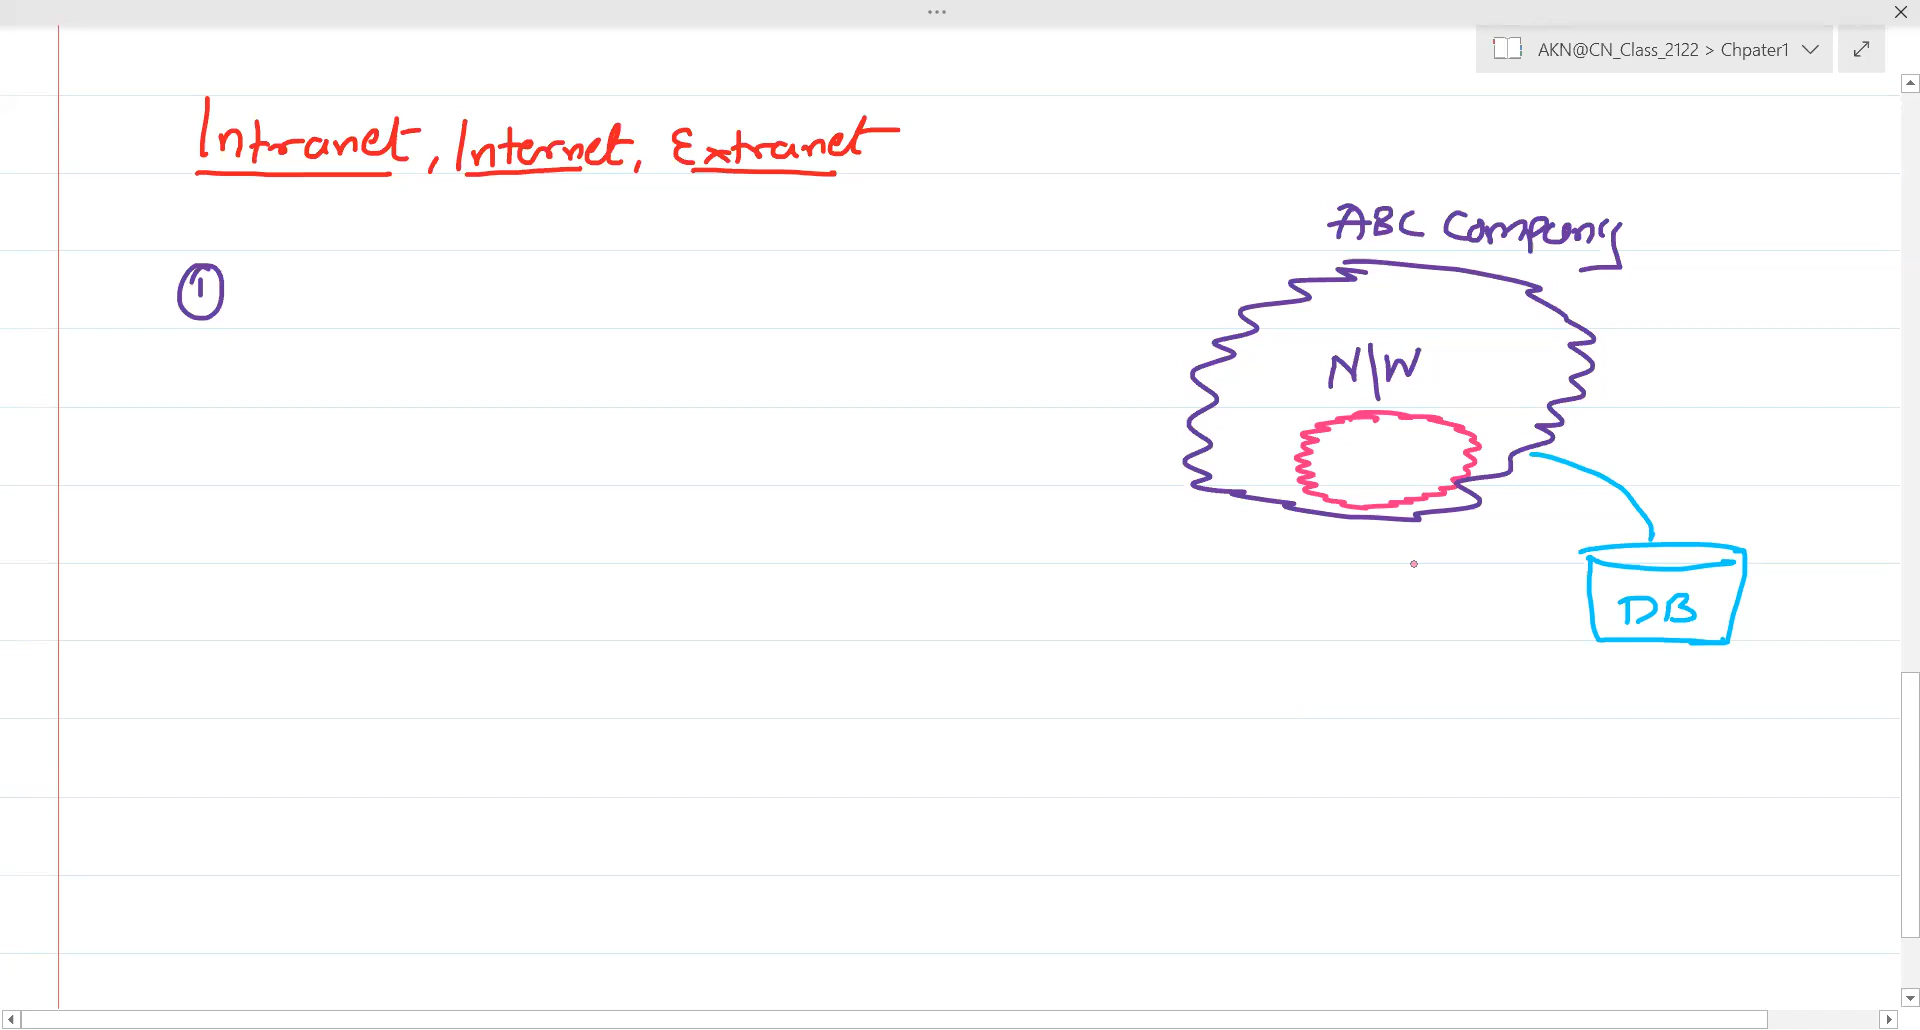 AKN@CN_Class_2122 > Chpater1
Intranet, Internet, Extranet
ABC Company
①
N/W
DB